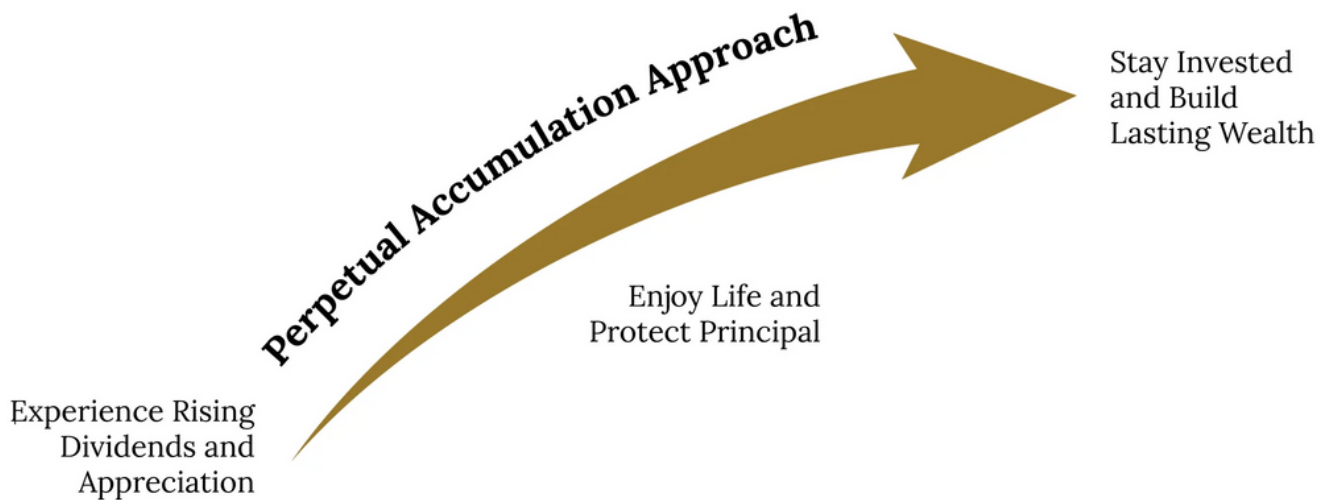 Perpetual Accumulation Approach
Stay Invested
and Build
Lasting Wealth
Enjoy Life and
Protect Principal
Experience Rising
Dividends and
Appreciation